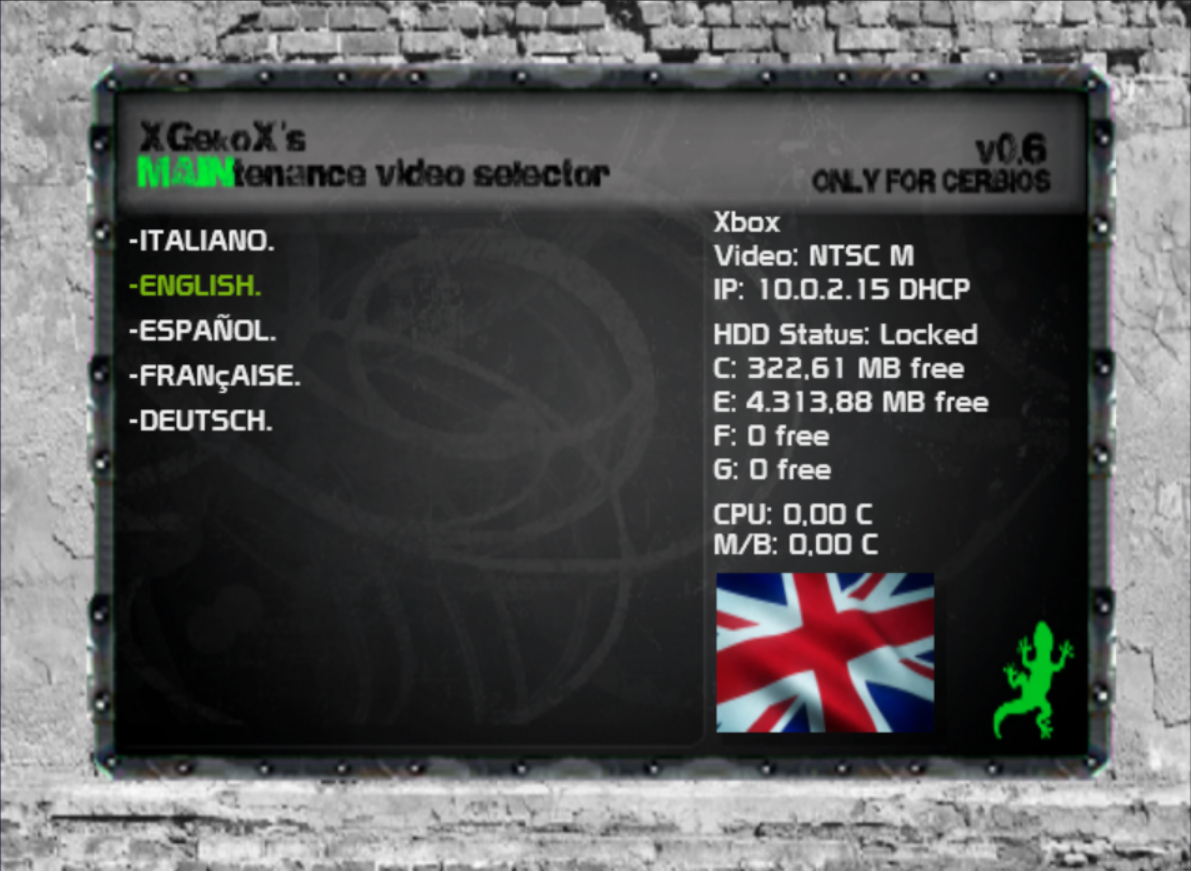 XGekoX's
MAINtenance video selector
v0.6
ONLY FOR CERBIOS
-ITALIANO.
-ENGLISH.
-ESPAÑOL.
-FRANçAISE.
-DEUTSCH.
Xbox
Video: NTSC M
IP: 10.0.2.15 DHCP
HDD Status: Locked
C: 322,61 MB free
E: 4.313,88 MB free
F: 0 free
G: 0 free
CPU: 0,00 C
M/B: 0,00 C